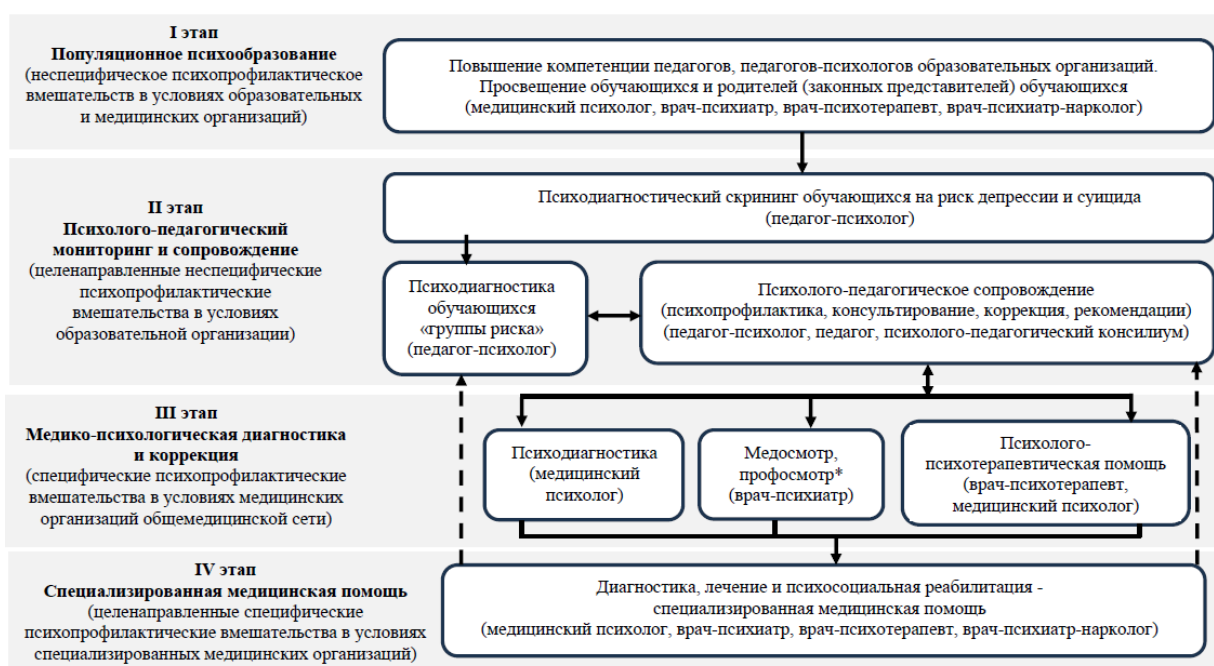 I этап
Популяционное психообразование
(неспецифическое психопрофилактическое
вмешательств в условиях образовательных
и медицинских организаций)
Повышение компетенции педагогов, педагогов-психологов образовательных организаций.
Просвещение обучающихся и родителей (законных представителей) обучающихся
(медицинский психолог, врач-психиатр, врач-психотерапевт, врач-психиатр-нарколог)
II этап
Психолого-педагогический
мониторинг и сопровождение
(целенаправленные неспецифические
психопрофилактические
вмешательства в условиях
образовательной организации)
Психодиагностический скрининг обучающихся на риск депрессии и суицида
(педагог-психолог)
Психодиагностика
обучающихся
«группы риска»
(педагог-психолог)
Психолого-педагогическое сопровождение
(психопрофилактика, консультирование, коррекция, рекомендации)
(педагог-психолог, педагог, психолого-педагогический консилиум)
III этап
Медико-психологическая диагностика
и коррекция
(специфические психопрофилактические
вмешательства в условиях медицинских
организаций общемедицинской сети)
Психодиагностика
(медицинский
психолог)
Медосмотр,
профосмотр*
(врач-психиатр)
Психолого-
психотерапевтическая помощь
(врач-психотерапевт,
медицинский психолог)
IV этап
Специализированная медицинская помощь
(целенаправленные специфические
психопрофилактические вмешательства в условиях
специализированных медицинских организаций)
Диагностика, лечение и психосоциальная реабилитация -
специализированная медицинская помощь
(медицинский психолог, врач-психиатр, врач-психотерапевт, врач-психиатр-нарколог)